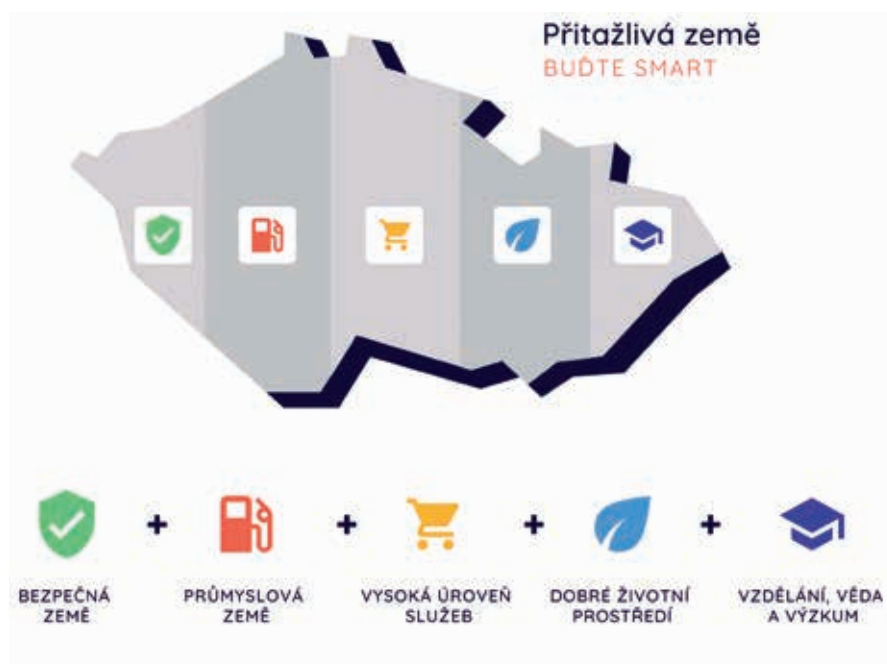 Přitažlivá země
BUĎTE SMART
BEZPEČNÁ
ZEMĚ
+
PRŮMYSLOVÁ
ZEMĚ
+
VYSOKÁ ÚROVEŇ
SLUŽEB
+
DOBRÉ ŽIVOTNÍ
PROSTŘEDÍ
+
VZDĚLÁNÍ, VĚDA
A VÝZKUM